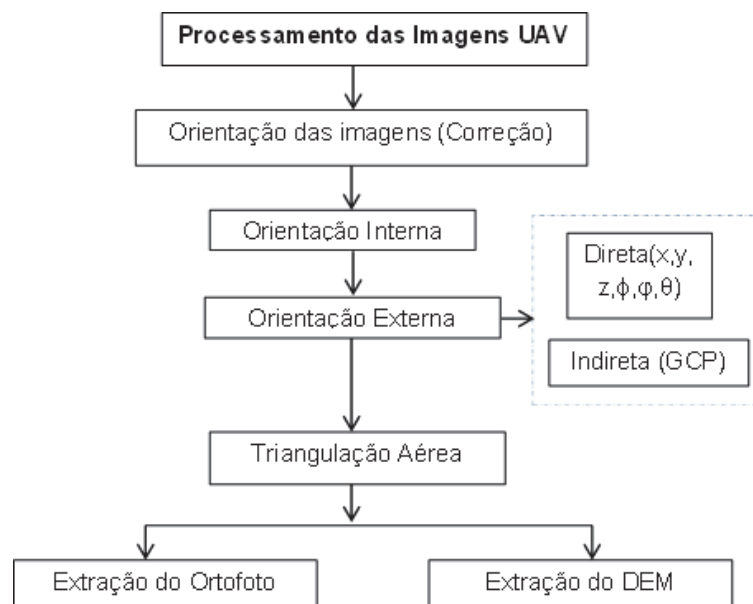 Processamento das Imagens UAV
Orientação das imagens (Correção)
Orientação Interna
Orientação Externa
Direta(x,y,
z,ϕ,φ,θ)
Indireta (GCP)
Triangulação Aérea
Extração do Ortofoto
Extração do DEM